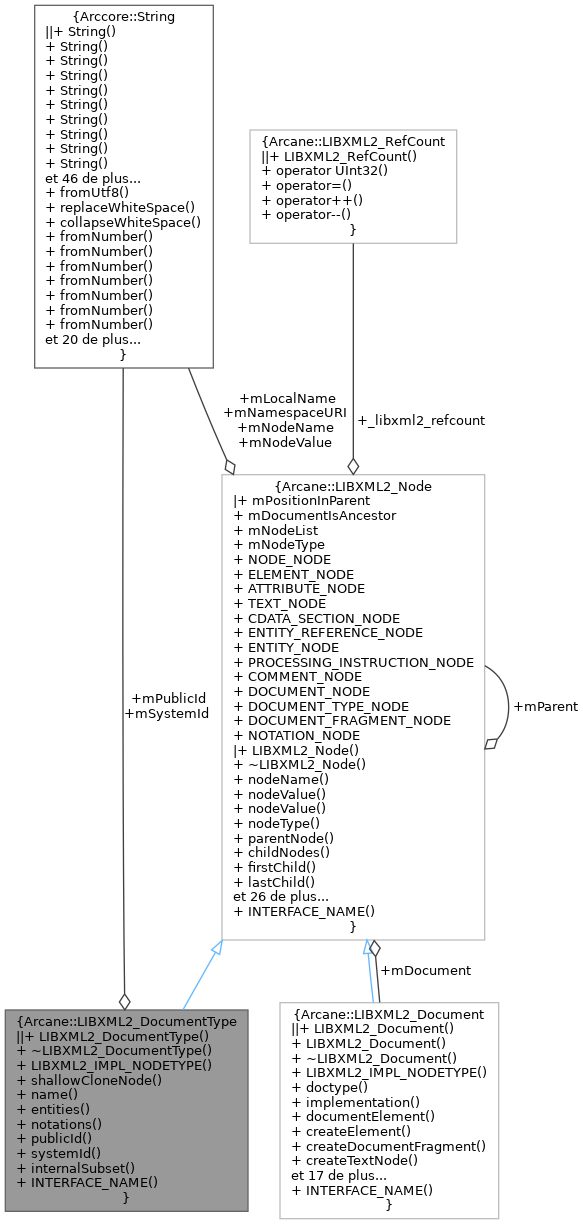 {Arccore::String
||+ String()
+ String()
+ String()
+ String()
+ String()
+ String()
+ String()
+ String()
+ String()
+ String()
et 46 de plus...
+ fromUtf8()
+ replaceWhiteSpace()
+ collapseWhiteSpace()
+ fromNumber()
+ fromNumber()
+ fromNumber()
+ fromNumber()
+ fromNumber()
+ fromNumber()
+ fromNumber()
et 20 de plus...
}
{Arcane::LIBXML2_RefCount
||+ LIBXML2_RefCount()
+ operator UInt32()
+ operator=()
+ operator++()
+ operator--()
}
+mLocalName
+mNamespaceURI
+mNodeName
+mNodeValue
+_libxml2_refcount
{Arcane::LIBXML2_Node
|+ mPositionInParent
+ mDocumentIsAncestor
+ mNodeList
+ mNodeType
+ NODE_NODE
+ ELEMENT_NODE
+ ATTRIBUTE_NODE
+ TEXT_NODE
+ CDATA_SECTION_NODE
+ ENTITY_REFERENCE_NODE
+ ENTITY_NODE
+ PROCESSING_INSTRUCTION_NODE
+ COMMENT_NODE
+ DOCUMENT_NODE
+ DOCUMENT_TYPE_NODE
+ DOCUMENT_FRAGMENT_NODE
+ NOTATION_NODE
|+ LIBXML2_Node()
+ ~LIBXML2_Node()
+ nodeName()
+ nodeValue()
+ nodeValue()
+ nodeType()
+ parentNode()
+ childNodes()
+ firstChild()
+ lastChild()
et 26 de plus...
+ INTERFACE_NAME()
}
+mPublicId
+mSystemId
+mParent
+mDocument
{Arcane::LIBXML2_DocumentType
||+ LIBXML2_DocumentType()
+ ~LIBXML2_DocumentType()
+ LIBXML2_IMPL_NODETYPE()
+ shallowCloneNode()
+ name()
+ entities()
+ notations()
+ publicId()
+ systemId()
+ internalSubset()
+ INTERFACE_NAME()
}
{Arcane::LIBXML2_Document
||+ LIBXML2_Document()
+ LIBXML2_Document()
+ ~LIBXML2_Document()
+ LIBXML2_IMPL_NODETYPE()
+ doctype()
+ implementation()
+ documentElement()
+ createElement()
+ createDocumentFragment()
+ createTextNode()
et 17 de plus...
+ INTERFACE_NAME()
}